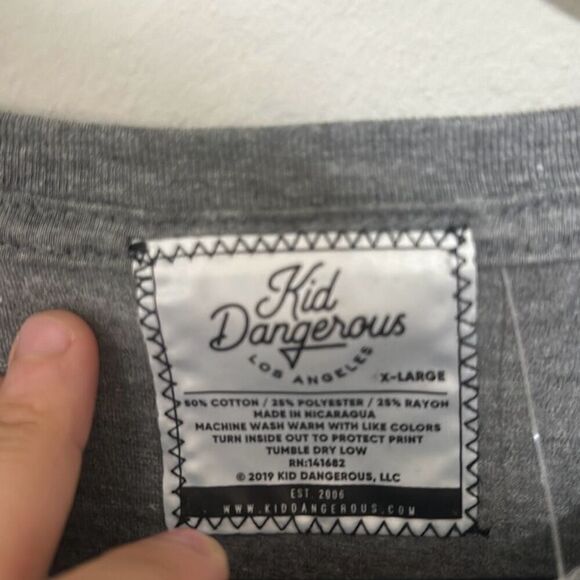 Kid
Dangerous
LOS ANGELES
X-LARGE
50% COTTON / 25% POLYESTER / 25% RAYON
MADE IN NICARAGUA
MACHINE WASH WARM WITH LIKE COLORS
TURN INSIDE OUT TO PROTECT PRINT
TUMBLE DRY LOW
RN:141682
© 2019 KID DANGEROUS, LLC
EST. 2006
WWW.KIDDANGEROUS.COM